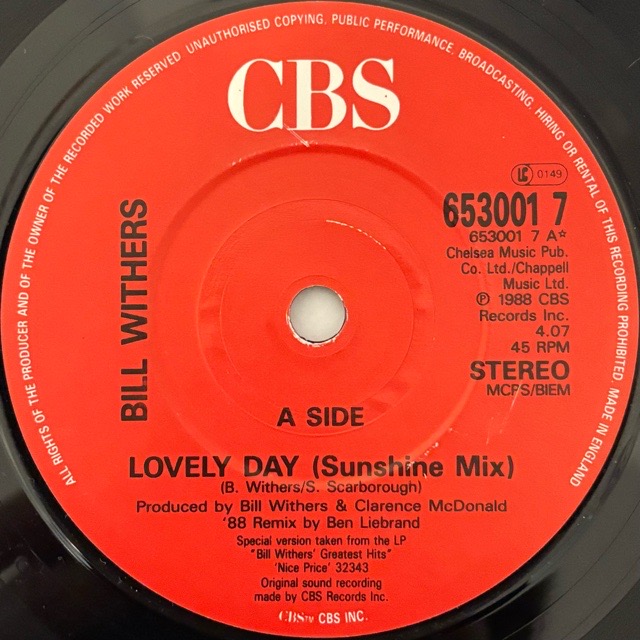 ALL RIGHTS OF THE PRODUCER AND OF THE OWNER OF THE RECORDED WORK RESERVED. UNAUTHORISED COPYING, PUBLIC PERFORMANCE, BROADCASTING, HIRING OR RENTAL OF THIS RECORDING PROHIBITED. MADE IN ENGLAND
CBS
LC 0149
BILL WITHERS
653001 7
653001 7 A☆
Chelsea Music Pub.
Co. Ltd./Chappell
Music Ltd.
℗ 1988 CBS
Records Inc.
4.07
45 RPM
STEREO
MCPS/BIEM
A SIDE
LOVELY DAY (Sunshine Mix)
(B. Withers/S. Scarborough)
Produced by Bill Withers & Clarence McDonald
'88 Remix by Ben Liebrand
Special version taken from the LP
"Bill Withers' Greatest Hits"
'Nice Price' 32343
Original sound recording
made by CBS Records Inc.
CBS™ CBS INC.